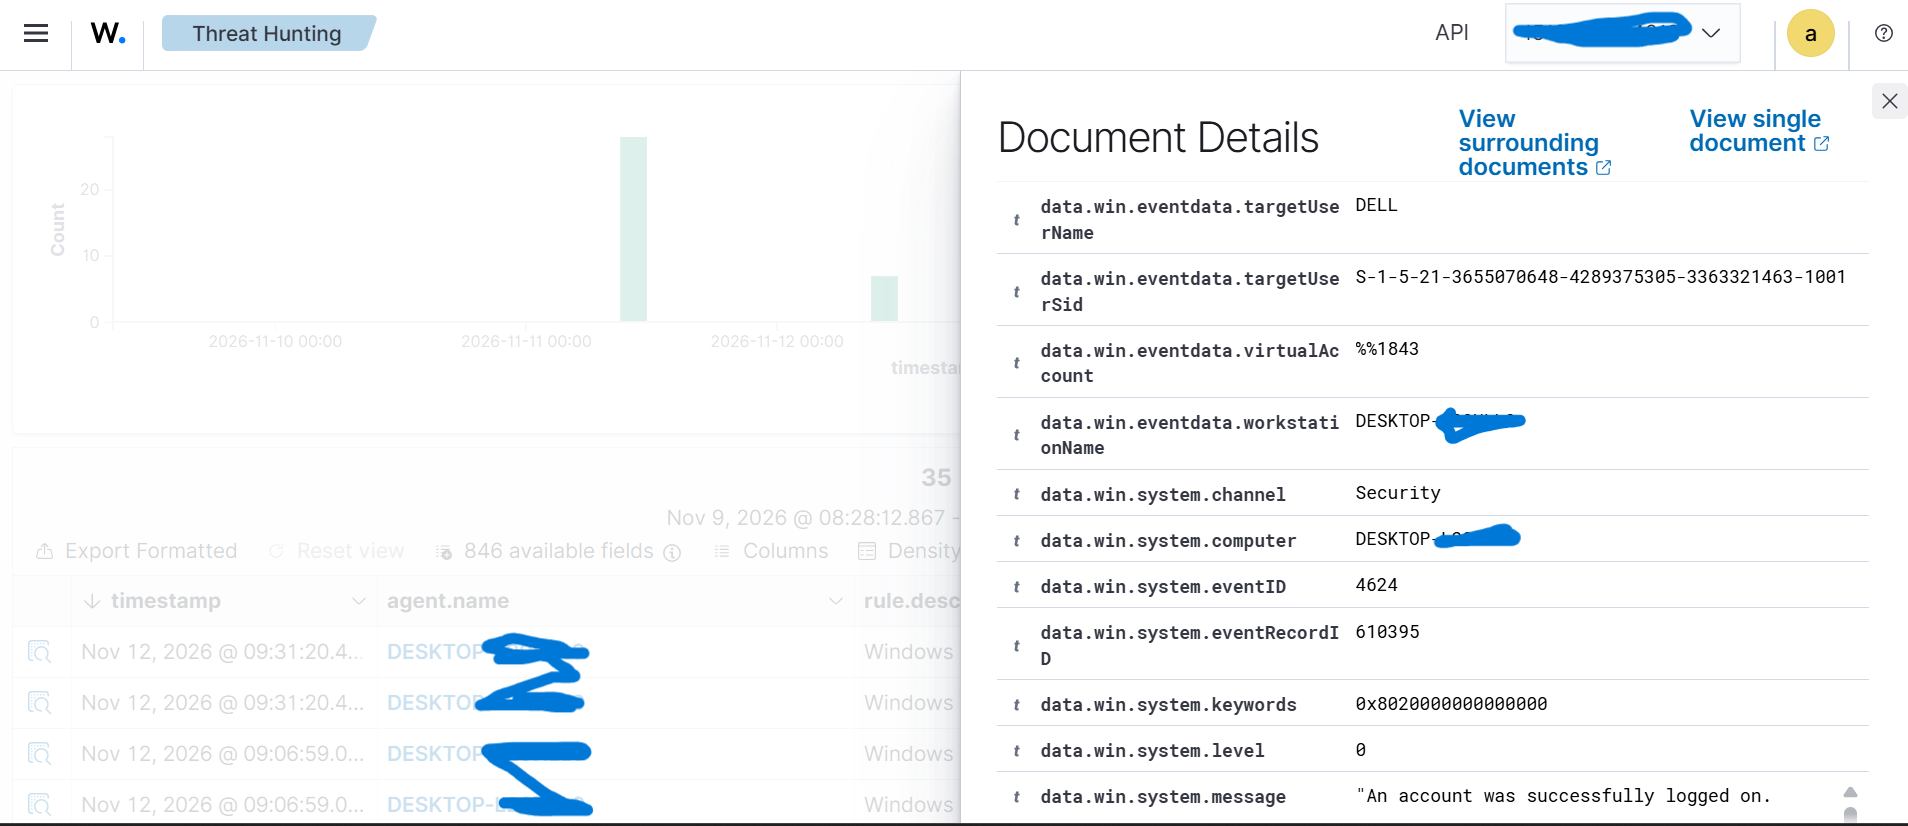 W.
Threat Hunting
API
a
Count
20
10
0
2026-11-10 00:00
2026-11-11 00:00
2026-11-12 00:00
timesta
35
Nov 9, 2026 @ 08:28:12.867 -
Export Formatted
Reset view
846 available fields
Columns
Density
timestamp
agent.name
rule.desc
Nov 12, 2026 @ 09:31:20.4... DESKTOP Windows
Nov 12, 2026 @ 09:31:20.4... DESKTOP Windows
Nov 12, 2026 @ 09:06:59.0... DESKTOP Windows
Nov 12, 2026 @ 09:06:59.0... DESKTOP- Windows
Document Details
View
surrounding
documents
View single
document
t data.win.eventdata.targetUse
rName
DELL
t data.win.eventdata.targetUse
rSid
S-1-5-21-3655070648-4289375305-3363321463-1001
t data.win.eventdata.virtualAc
count
%%1843
t data.win.eventdata.workstati
onName
DESKTOP-
t data.win.system.channel
Security
t data.win.system.computer
DESKTOP-
t data.win.system.eventID
4624
t data.win.system.eventRecordI
D
610395
t data.win.system.keywords
0x8020000000000000
t data.win.system.level
0
t data.win.system.message
"An account was successfully logged on.